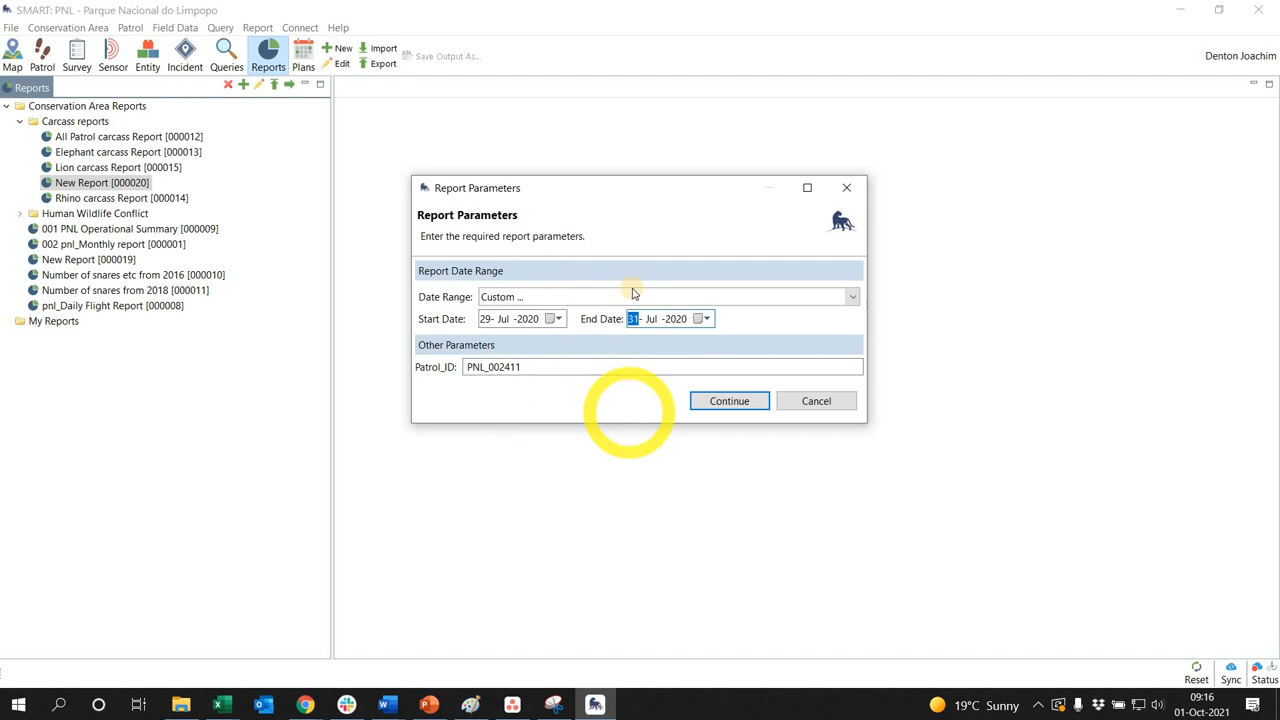 SMART: PNL - Parque Nacional do Limpopo
File Conservation Area Patrol Field Data Query Report Connect Help
Map Patrol Survey Sensor Entity Incident Queries Reports Plans
New Import
Edit Export
Save Output As...
Denton Joachim
Reports
Conservation Area Reports
Carcass reports
All Patrol carcass Report [000012]
Elephant carcass Report [000013]
Lion carcass Report [000015]
New Report [000020]
Rhino carcass Report [000014]
Human Wildlife Conflict
001 PNL Operational Summary [000009]
002 pnl_Monthly report [000001]
New Report [000019]
Number of snares etc from 2016 [000010]
Number of snares from 2018 [000011]
pnl_Daily Flight Report [000008]
My Reports
Report Parameters
Report Parameters
Enter the required report parameters.
Report Date Range
Date Range: Custom ...
Start Date: 29- Jul -2020 End Date: 31- Jul -2020
Other Parameters
Patrol_ID: PNL_002411
Continue Cancel
Reset Sync Status
19°C Sunny
09:16
01-Oct-2021